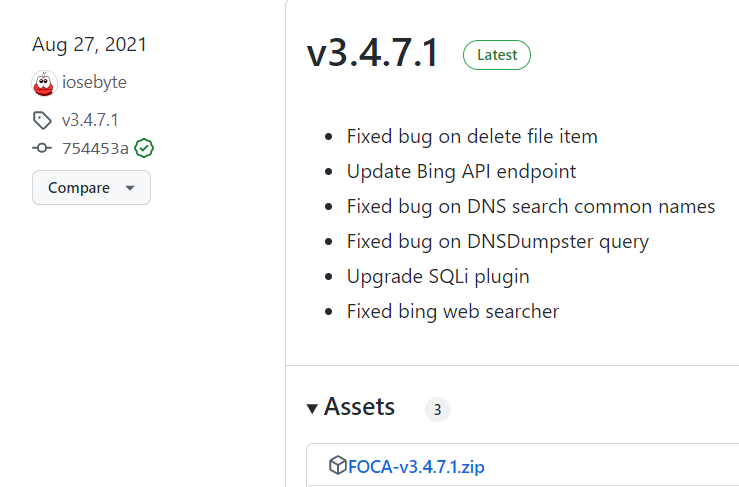 Aug 27, 2021
iosebyte
v3.4.7.1
754453a
Compare
v3.4.7.1
Latest
Fixed bug on delete file item
Update Bing API endpoint
Fixed bug on DNS search common names
Fixed bug on DNSDumpster query
Upgrade SQLi plugin
Fixed bing web searcher
Assets
3
FOCA-v3.4.7.1.zip